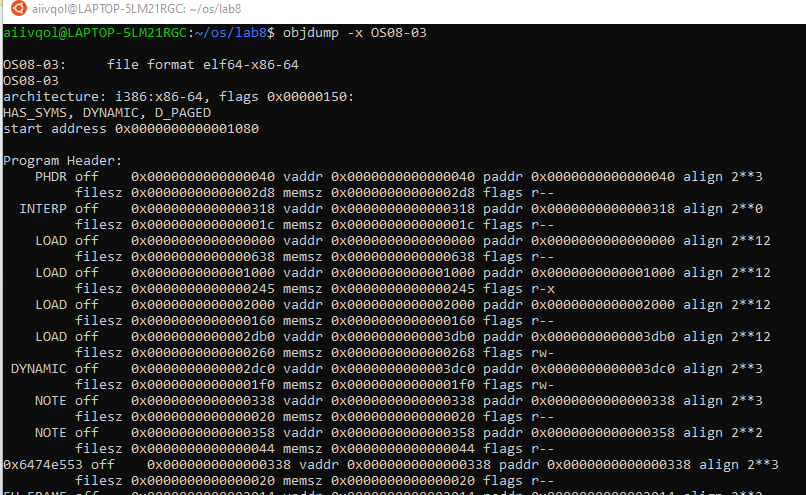 aiivqol@LAPTOP-5LM21RGC: ~/os/lab8
aiivqol@LAPTOP-5LM21RGC:~/os/lab8$ objdump -x OS08-03
OS08-03:     file format elf64-x86-64
OS08-03
architecture: i386:x86-64, flags 0x00000150:
HAS_SYMS, DYNAMIC, D_PAGED
start address 0x0000000000001080
Program Header:
    PHDR off    0x0000000000000040 vaddr 0x0000000000000040 paddr 0x0000000000000040 align 2**3
         filesz 0x00000000000002d8 memsz 0x00000000000002d8 flags r--
  INTERP off    0x0000000000000318 vaddr 0x0000000000000318 paddr 0x0000000000000318 align 2**0
         filesz 0x000000000000001c memsz 0x000000000000001c flags r--
    LOAD off    0x0000000000000000 vaddr 0x0000000000000000 paddr 0x0000000000000000 align 2**12
         filesz 0x0000000000000638 memsz 0x0000000000000638 flags r--
    LOAD off    0x0000000000001000 vaddr 0x0000000000001000 paddr 0x0000000000001000 align 2**12
         filesz 0x0000000000000245 memsz 0x0000000000000245 flags r-x
    LOAD off    0x0000000000002000 vaddr 0x0000000000002000 paddr 0x0000000000002000 align 2**12
         filesz 0x0000000000000160 memsz 0x0000000000000160 flags r--
    LOAD off    0x0000000000002db0 vaddr 0x0000000000003db0 paddr 0x0000000000003db0 align 2**12
         filesz 0x0000000000000260 memsz 0x0000000000000268 flags rw-
 DYNAMIC off    0x0000000000002dc0 vaddr 0x0000000000003dc0 paddr 0x0000000000003dc0 align 2**3
         filesz 0x00000000000001f0 memsz 0x00000000000001f0 flags rw-
    NOTE off    0x0000000000000338 vaddr 0x0000000000000338 paddr 0x0000000000000338 align 2**3
         filesz 0x0000000000000020 memsz 0x0000000000000020 flags r--
    NOTE off    0x0000000000000358 vaddr 0x0000000000000358 paddr 0x0000000000000358 align 2**2
         filesz 0x0000000000000044 memsz 0x0000000000000044 flags r--
0x6474e553 off    0x0000000000000338 vaddr 0x0000000000000338 paddr 0x0000000000000338 align 2**3
         filesz 0x0000000000000020 memsz 0x0000000000000020 flags r--